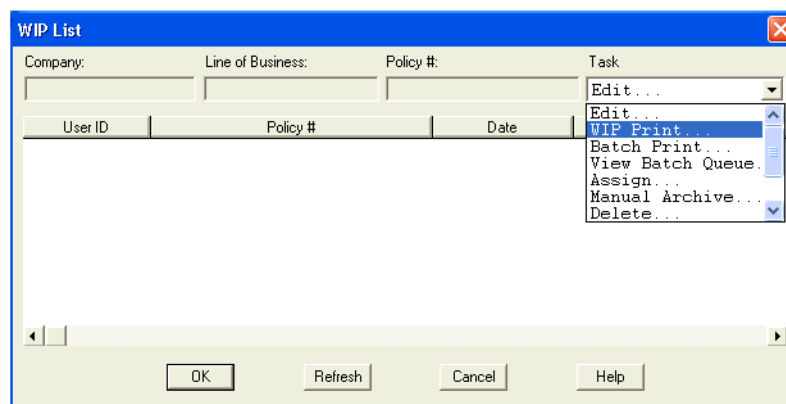 WIP List
Company: Line of Business: Policy #: Task
Edit...
User ID Policy # Date
Edit...
WIP Print...
Batch Print...
View Batch Queue.
Assign...
Manual Archive...
Delete...
OK Refresh Cancel Help